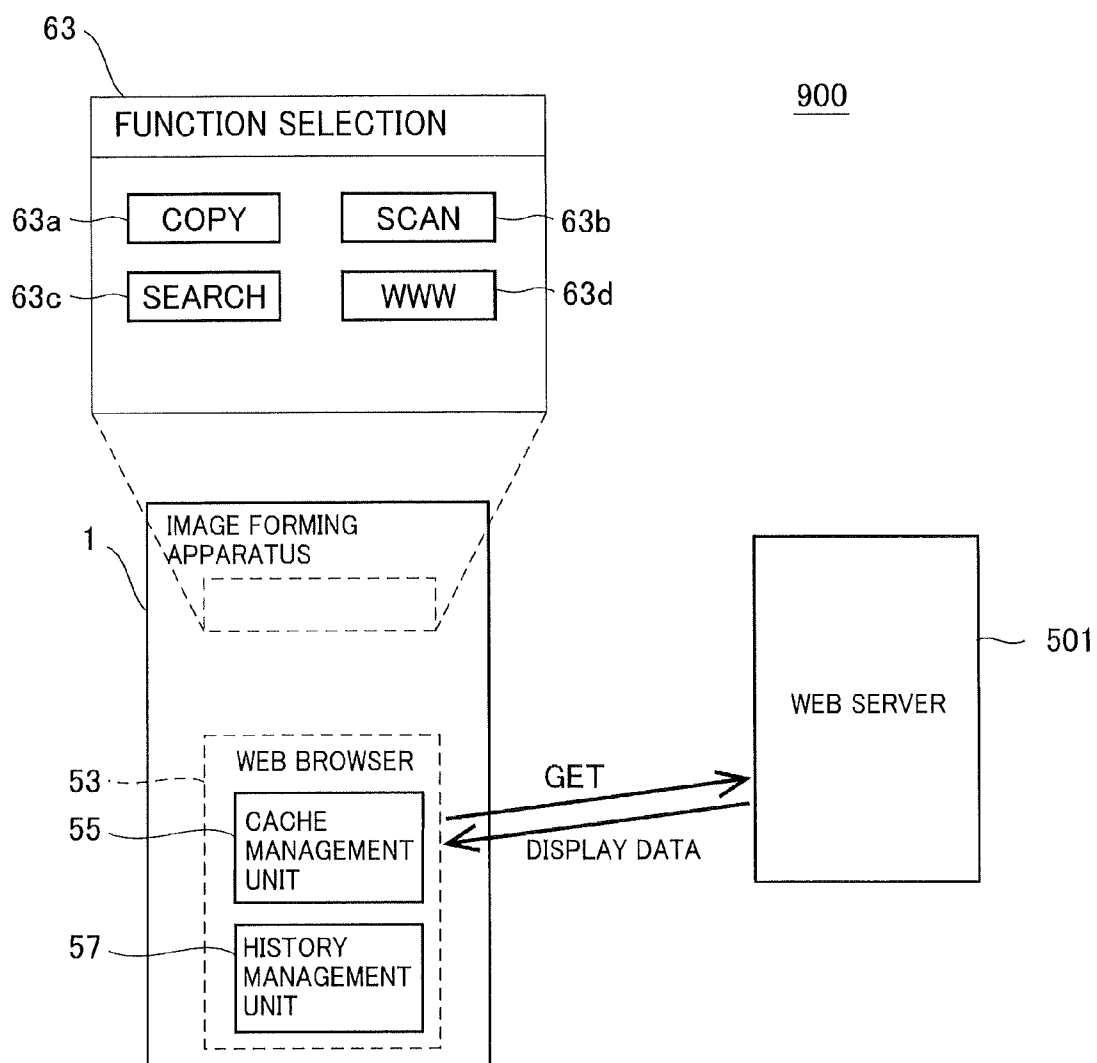 63
900
FUNCTION SELECTION
63a
COPY
SCAN
63b
63c
SEARCH
WWW
63d
1
IMAGE FORMING
APPARATUS
501
WEB SERVER
53
WEB BROWSER
GET
55
CACHE
MANAGEMENT
UNIT
DISPLAY DATA
57
HISTORY
MANAGEMENT
UNIT